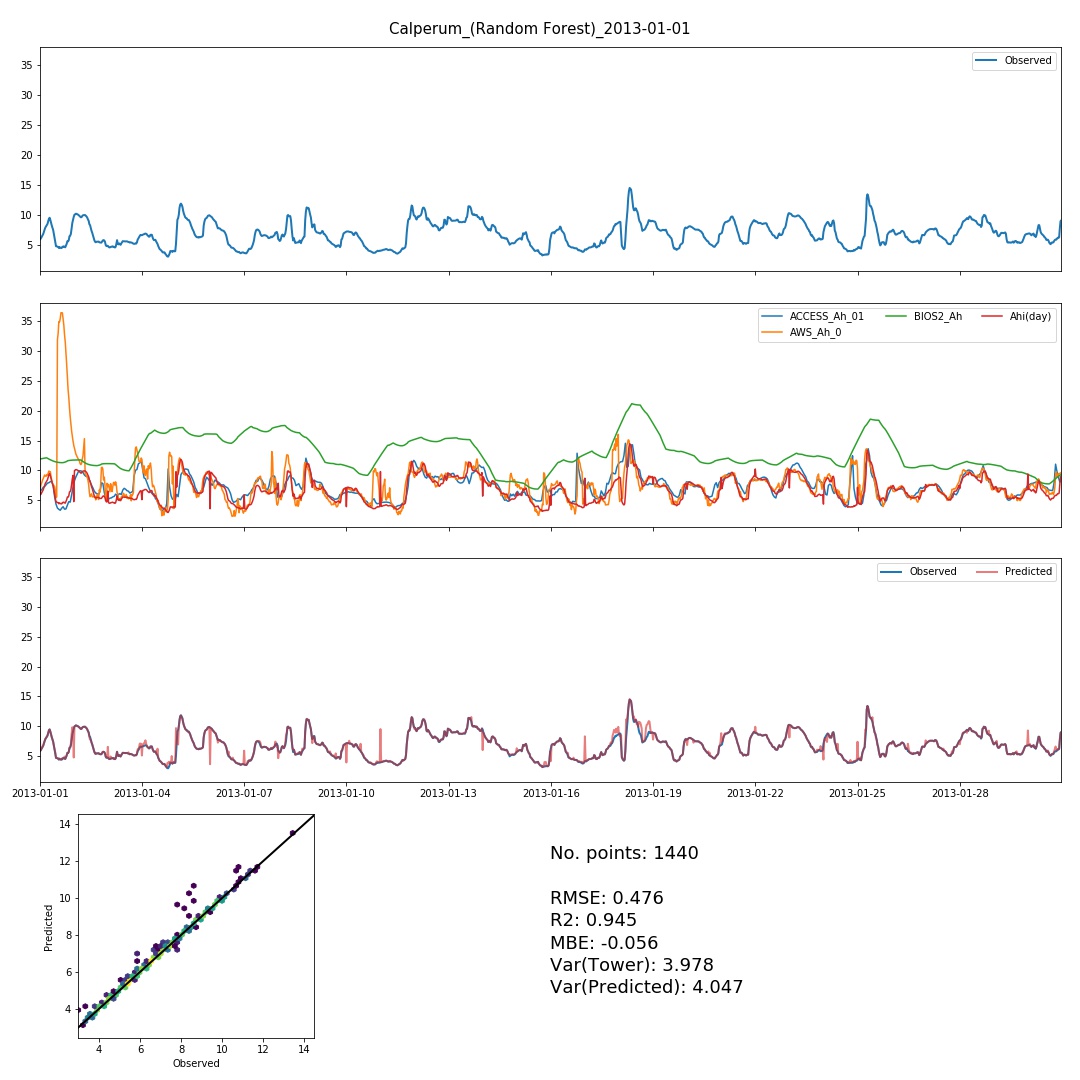 Calperum_(Random Forest)_2013-01-01
Observed
35
30
25
20
15
10
5
ACCESS_Ah_01 BIOS2_Ah Ahi(day)
AWS_Ah_0
35
30
25
20
15
10
5
Observed Predicted
35
30
25
20
15
10
5
2013-01-01 2013-01-04 2013-01-07 2013-01-10 2013-01-13 2013-01-16 2013-01-19 2013-01-22 2013-01-25 2013-01-28
14
12
10
8
6
4
Predicted
4 6 8 10 12 14
Observed
No. points: 1440
RMSE: 0.476
R2: 0.945
MBE: -0.056
Var(Tower): 3.978
Var(Predicted): 4.047